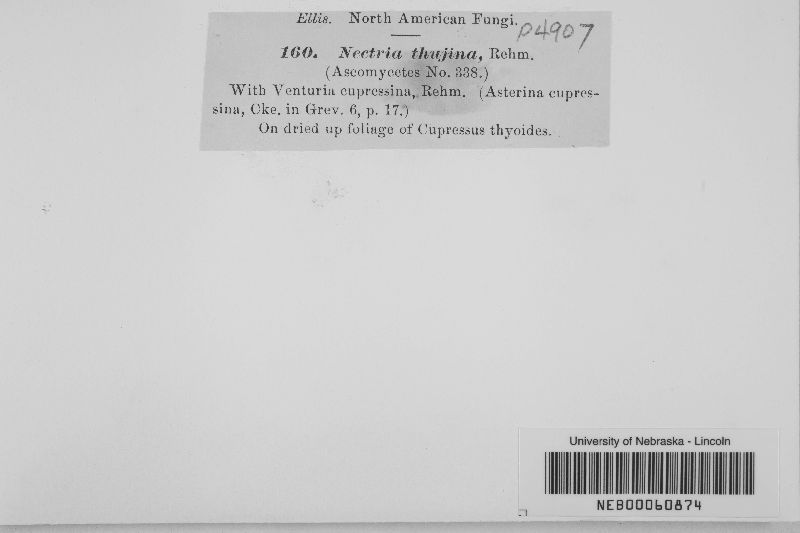 Ellis. North American Fungi.
P4907
160. Nectria thujina, Rehm.
(Ascomycetes No. 338.)
With Venturia cupressina, Rehm. (Asterina cupres-
sina, Cke. in Grev. 6, p. 17.)
On dried up foliage of Cupressus thyoides.
University of Nebraska - Lincoln
NEB00060874